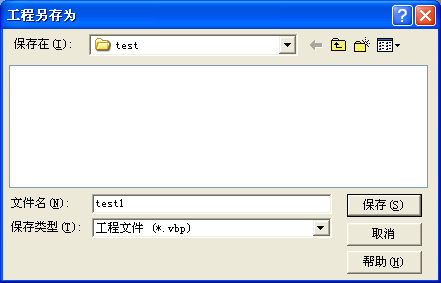 工程另存为
保存在(I): test
文件名(N): test1 保存(S)
保存类型(T): 工程文件 (*.vbp) 取消
帮助(H)